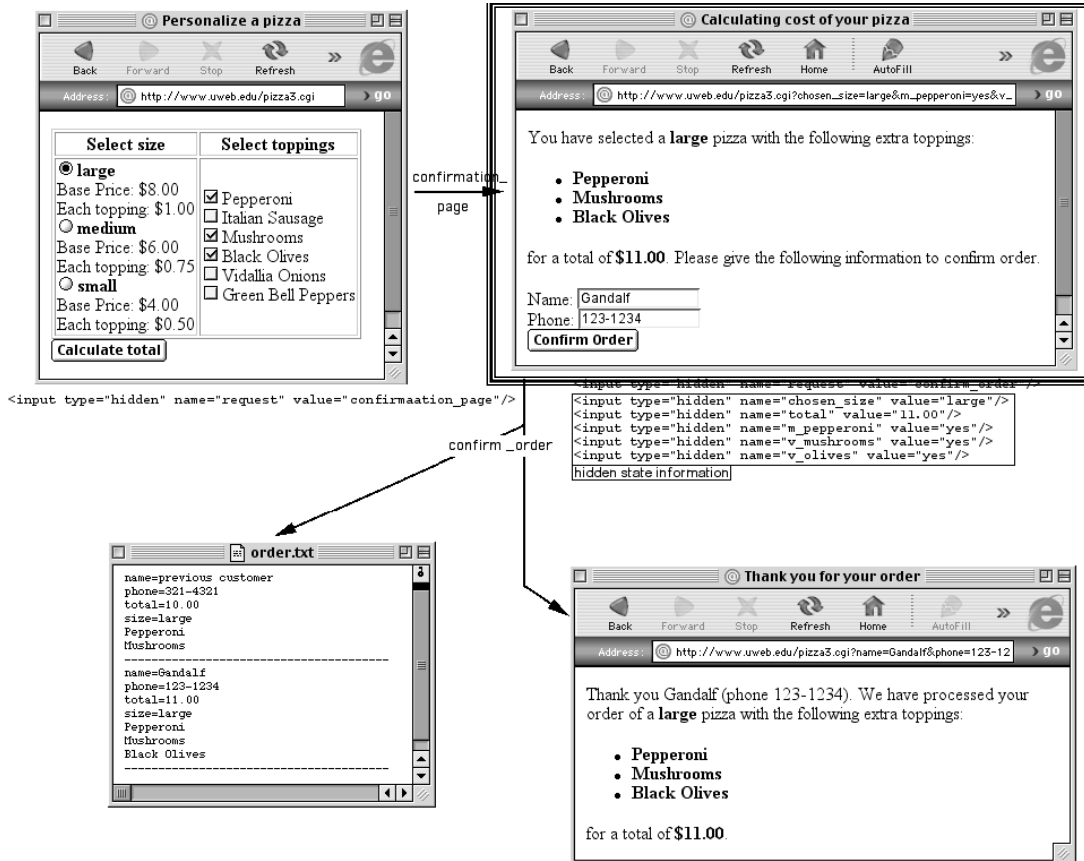 Personalize a pizza
Back Forward Stop Refresh »
Address: http://www.uweb.edu/pizza3.cgi go
Select size Select toppings
large
Base Price: $8.00
Each topping: $1.00
medium
Base Price: $6.00
Each topping: $0.75
small
Base Price: $4.00
Each topping: $0.50
Pepperoni
Italian Sausage
Mushrooms
Black Olives
Vidallia Onions
Green Bell Peppers
Calculate total
<input type="hidden" name="request" value="confirmaation_page"/>
confirmation_
page
Calculating cost of your pizza
Back Forward Stop Refresh Home AutoFill »
Address: http://www.uweb.edu/pizza3.cgi?chosen_size=large&m_pepperoni=yes&v_ go
You have selected a large pizza with the following extra toppings:
• Pepperoni
• Mushrooms
• Black Olives
for a total of $11.00. Please give the following information to confirm order.
Name: Gandalf
Phone: 123-1234
Confirm Order
<input type="hidden" name="request" value="confirm_order"/>
<input type="hidden" name="chosen_size" value="large"/>
<input type="hidden" name="total" value="11.00"/>
<input type="hidden" name="m_pepperoni" value="yes"/>
<input type="hidden" name="v_mushrooms" value="yes"/>
<input type="hidden" name="v_olives" value="yes"/>
hidden state information
confirm _order
order.txt
name=previous customer
phone=321-4321
total=10.00
size=large
Pepperoni
Mushrooms
----------------------------------------
name=Gandalf
phone=123-1234
total=11.00
size=large
Pepperoni
Mushrooms
Black Olives
----------------------------------------
Thank you for your order
Back Forward Stop Refresh Home AutoFill »
Address: http://www.uweb.edu/pizza3.cgi?name=Gandalf&phone=123-12 go
Thank you Gandalf (phone 123-1234). We have processed your
order of a large pizza with the following extra toppings:
• Pepperoni
• Mushrooms
• Black Olives
for a total of $11.00.